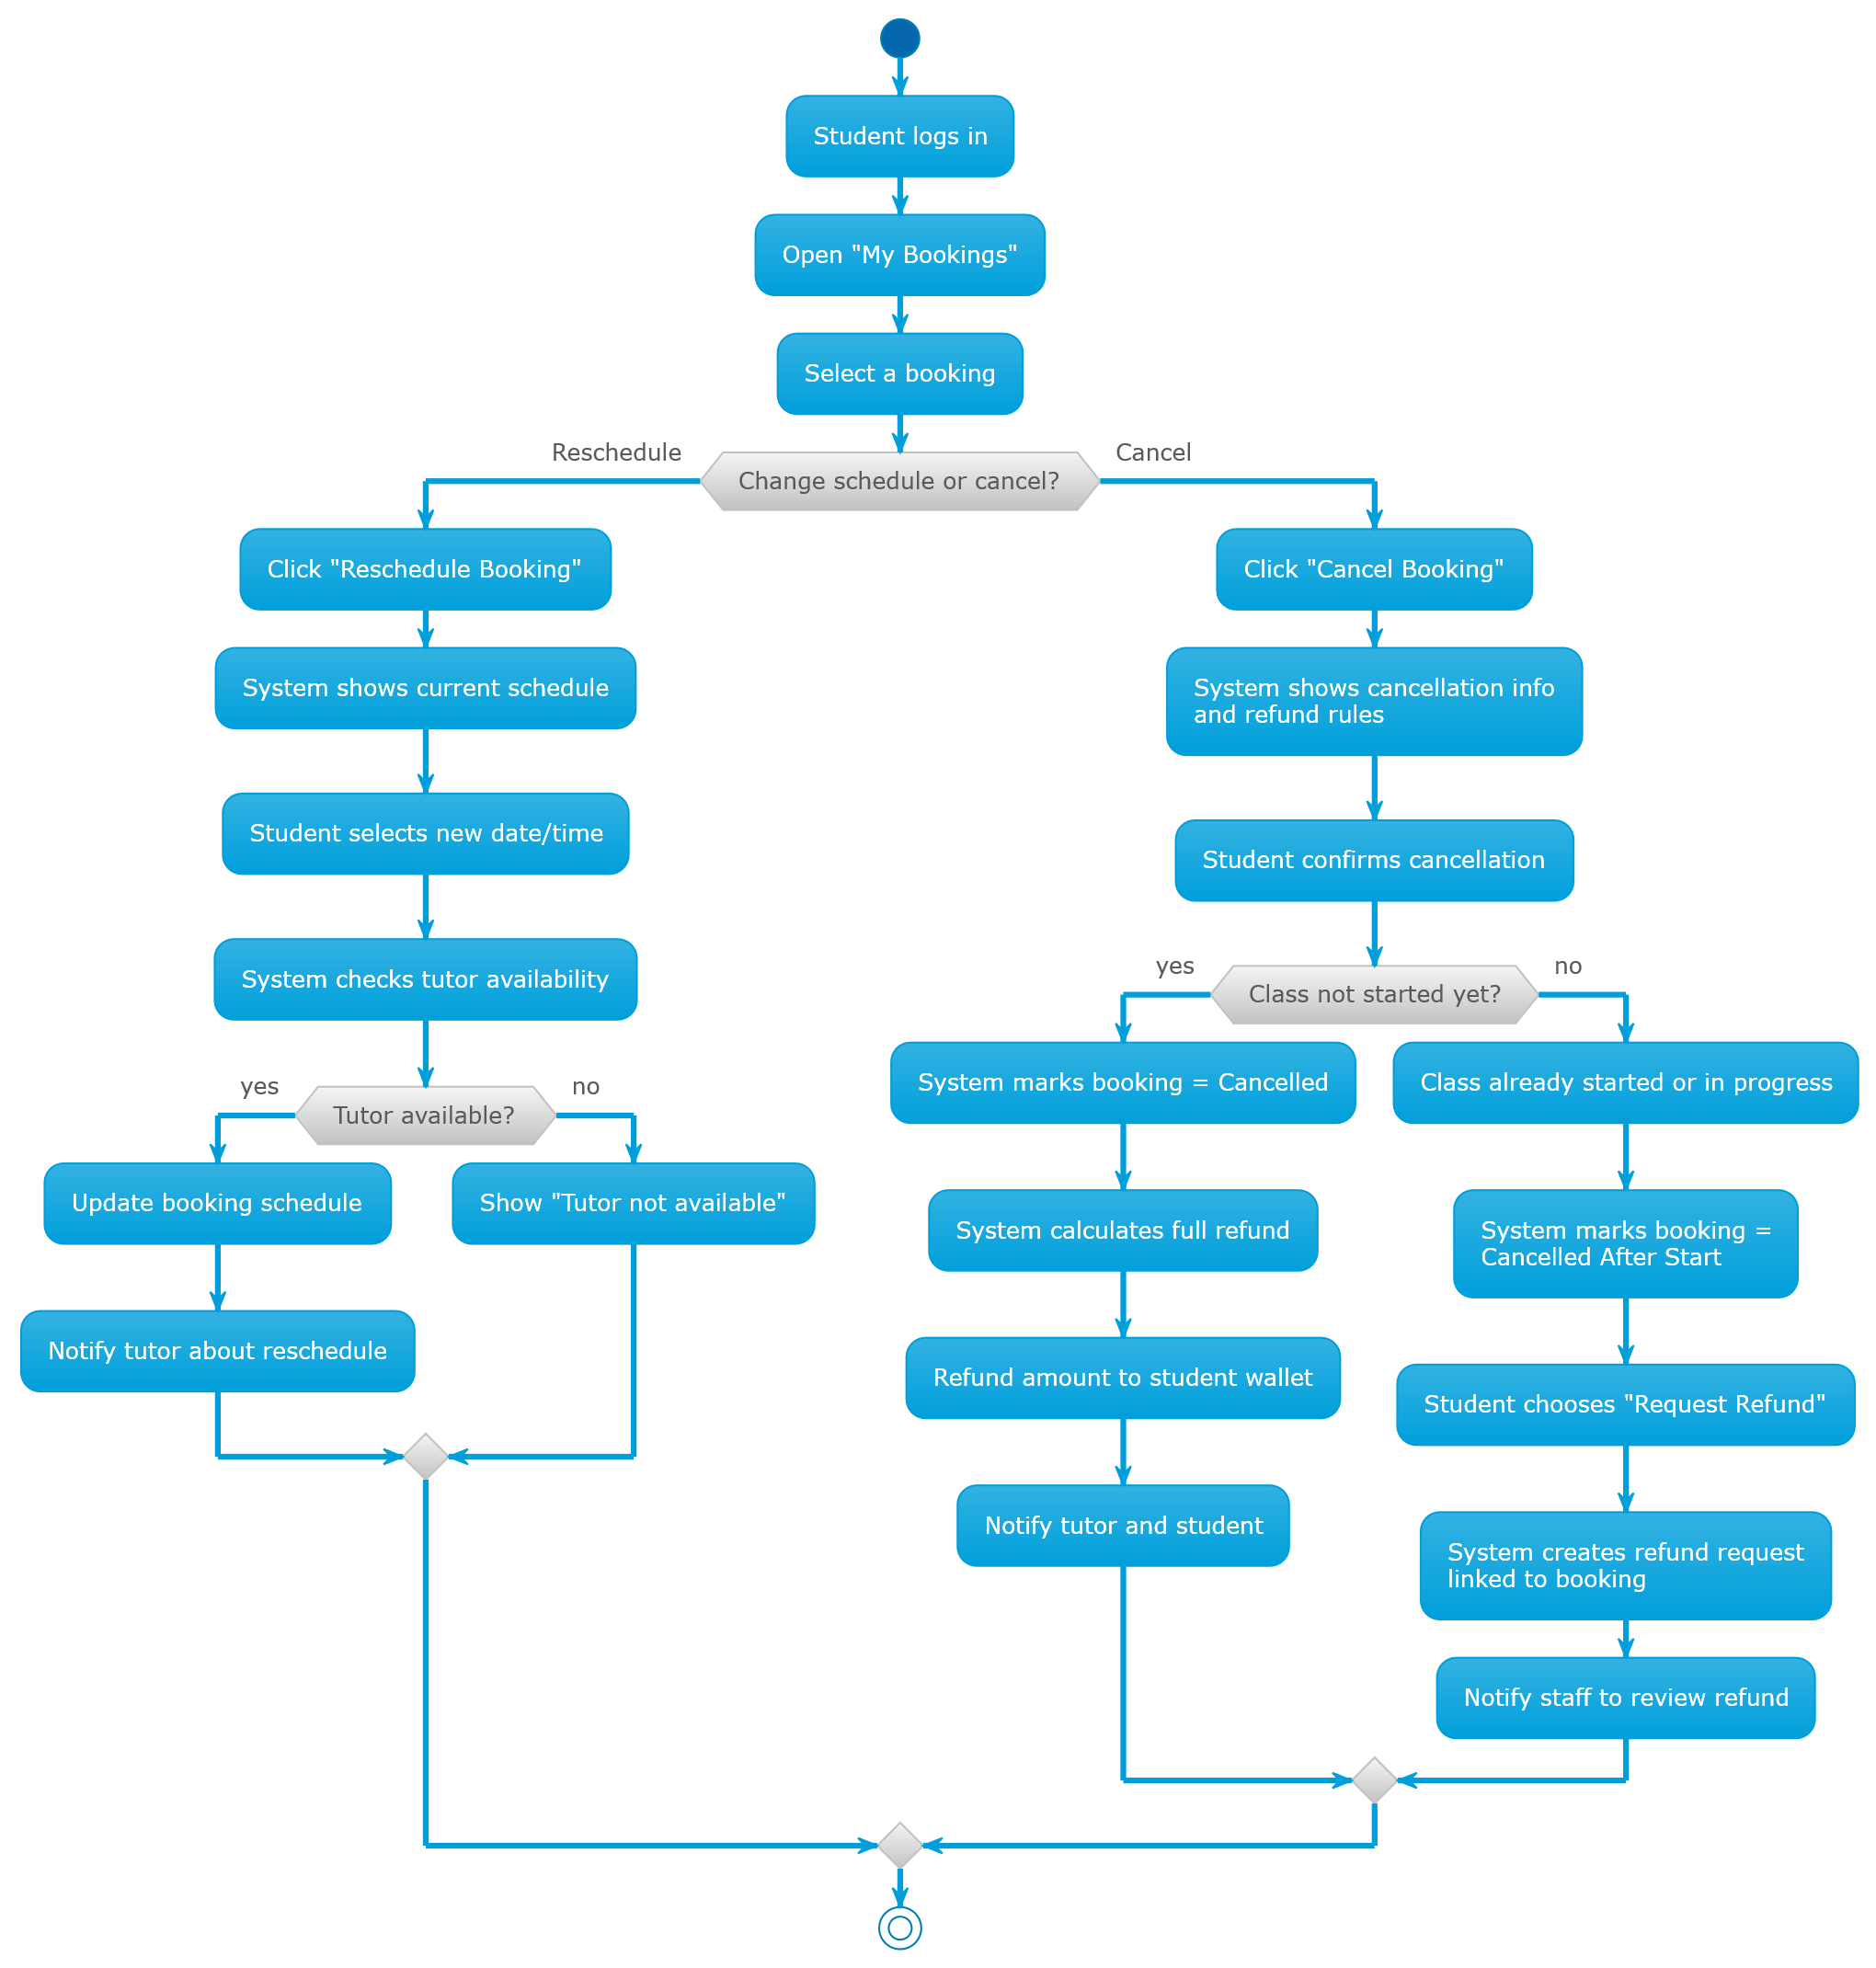 Student logs in
Open "My Bookings"
Select a booking
Reschedule
Change schedule or cancel?
Cancel
Click "Reschedule Booking"
System shows current schedule
Student selects new date/time
System checks tutor availability
yes
Tutor available?
no
Update booking schedule
Notify tutor about reschedule
Show "Tutor not available"
Click "Cancel Booking"
System shows cancellation info
and refund rules
Student confirms cancellation
yes
Class not started yet?
no
System marks booking = Cancelled
System calculates full refund
Refund amount to student wallet
Notify tutor and student
Class already started or in progress
System marks booking =
Cancelled After Start
Student chooses "Request Refund"
System creates refund request
linked to booking
Notify staff to review refund